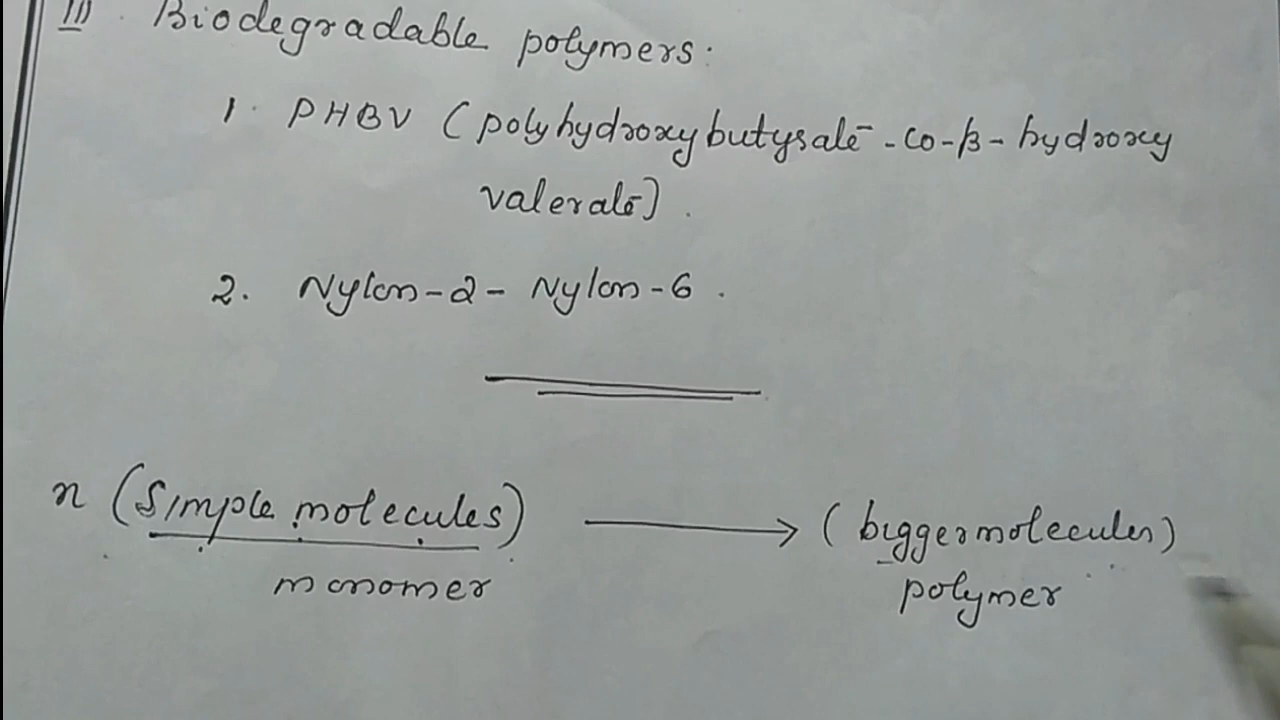 III Biodegradable polymers.
1. PHBV (polyhydroxybutysate-co-β-hydroxy
valerate).
2. Nylon-2-Nylon-6.
n (Simple molecules) ⟶ (bigger molecules)
monomer polymer